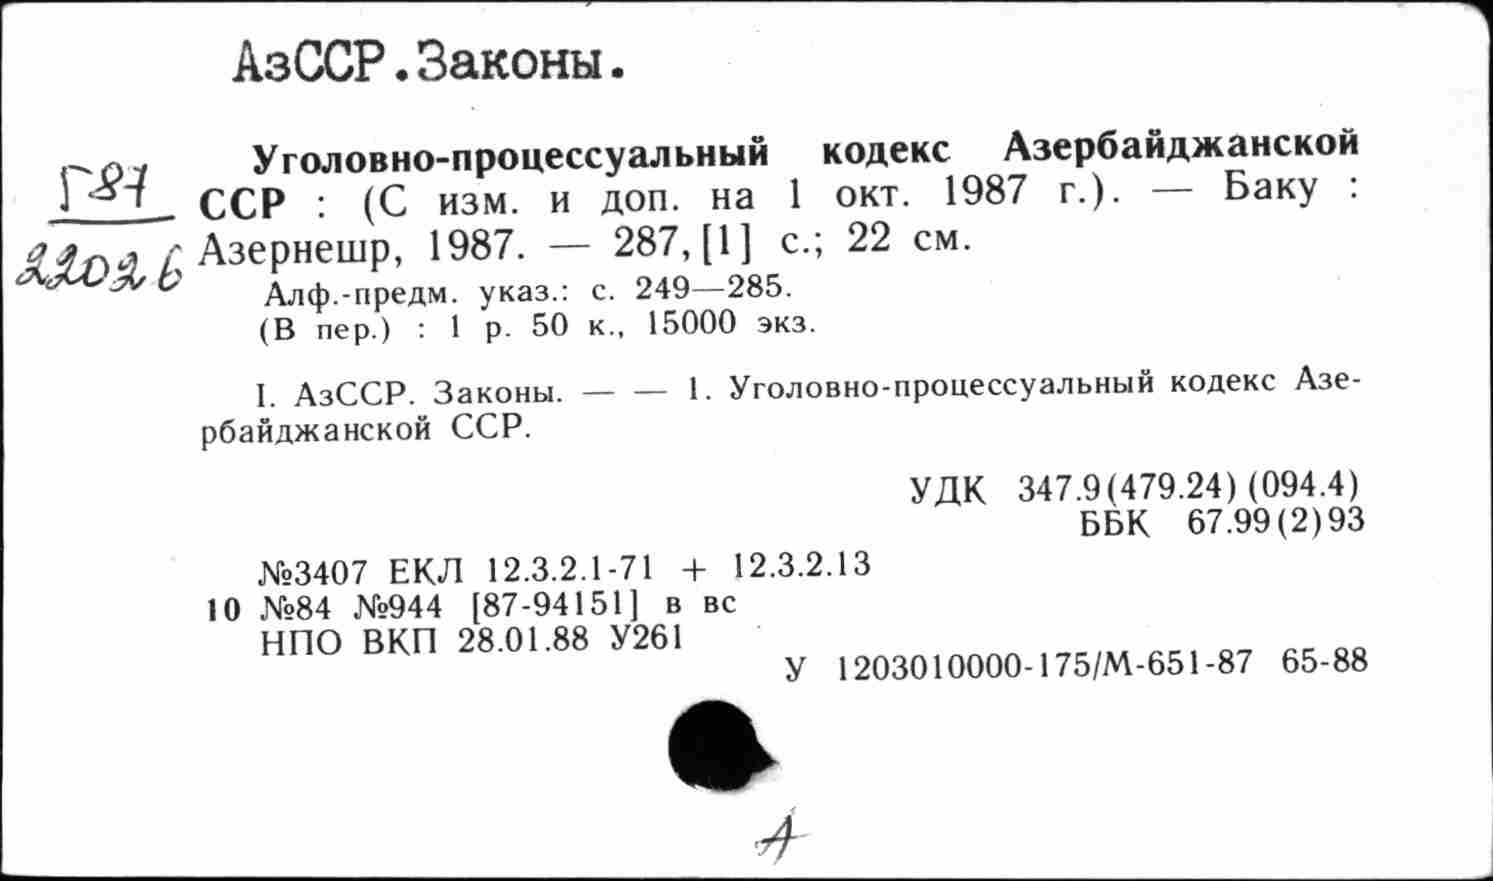 АзССР.Законы.
Уголовно-процессуальный кодекс Азербайджанской
Г87 ССР : (С изм. и доп. на 1 окт. 1987 г.). — Баку :
22026 Азернешр, 1987. — 287,[1] с.; 22 см.
Алф.-предм. указ.: с. 249—285.
(В пер.) : 1 р. 50 к., 15000 экз.
I. АзССР. Законы. — — 1. Уголовно-процессуальный кодекс Азе-
рбайджанской ССР.
УДК 347.9(479.24)(094.4)
ББК 67.99(2)93
№3407 ЕКЛ 12.3.2.1-71 + 12.3.2.13
10 №84 №944 [87-94151] в вс
НПО ВКП 28.01.88 У261
У 1203010000-175/М-651-87 65-88
А